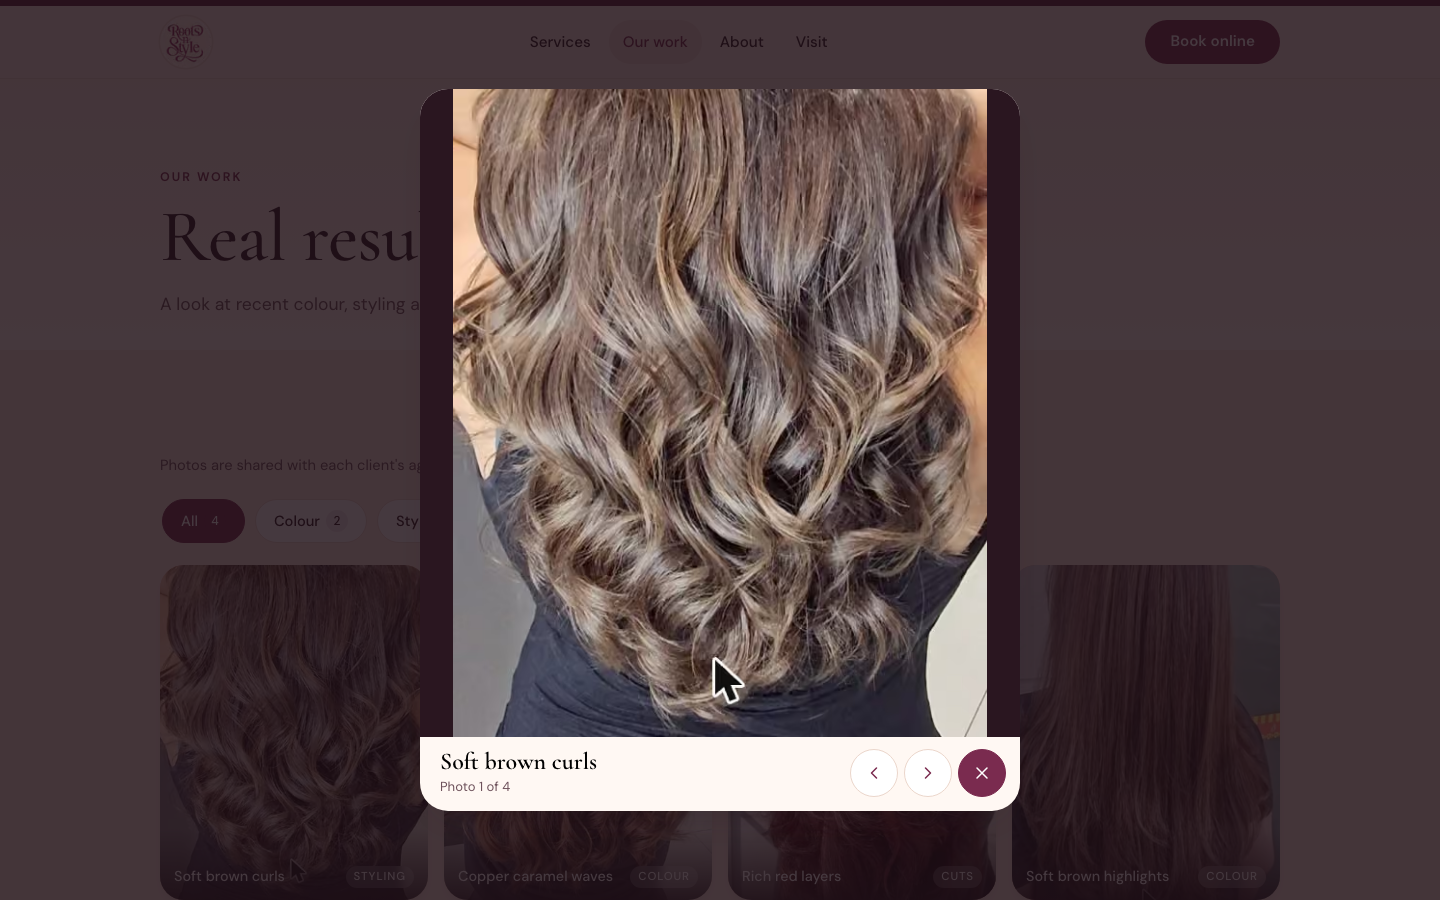 Roots
Style
Services
Our work
About
Visit
Book online
OUR WORK
Real resu
A look at recent colour, styling a
Photos are shared with each client's ag
All 4
Colour 2
Sty
Soft brown curls
Photo 1 of 4
Soft brown curls
STYLING
Copper caramel waves
COLOUR
Rich red layers
CUTS
Soft brown highlights
COLOUR